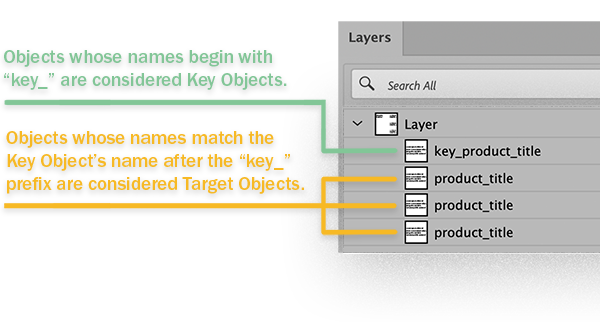 Layers
Objects whose names begin with
“key_” are considered Key Objects.
Search All
Layer
Objects whose names match the
Key Object’s name after the “key_”
prefix are considered Target Objects.
key_product_title
product_title
product_title
product_title